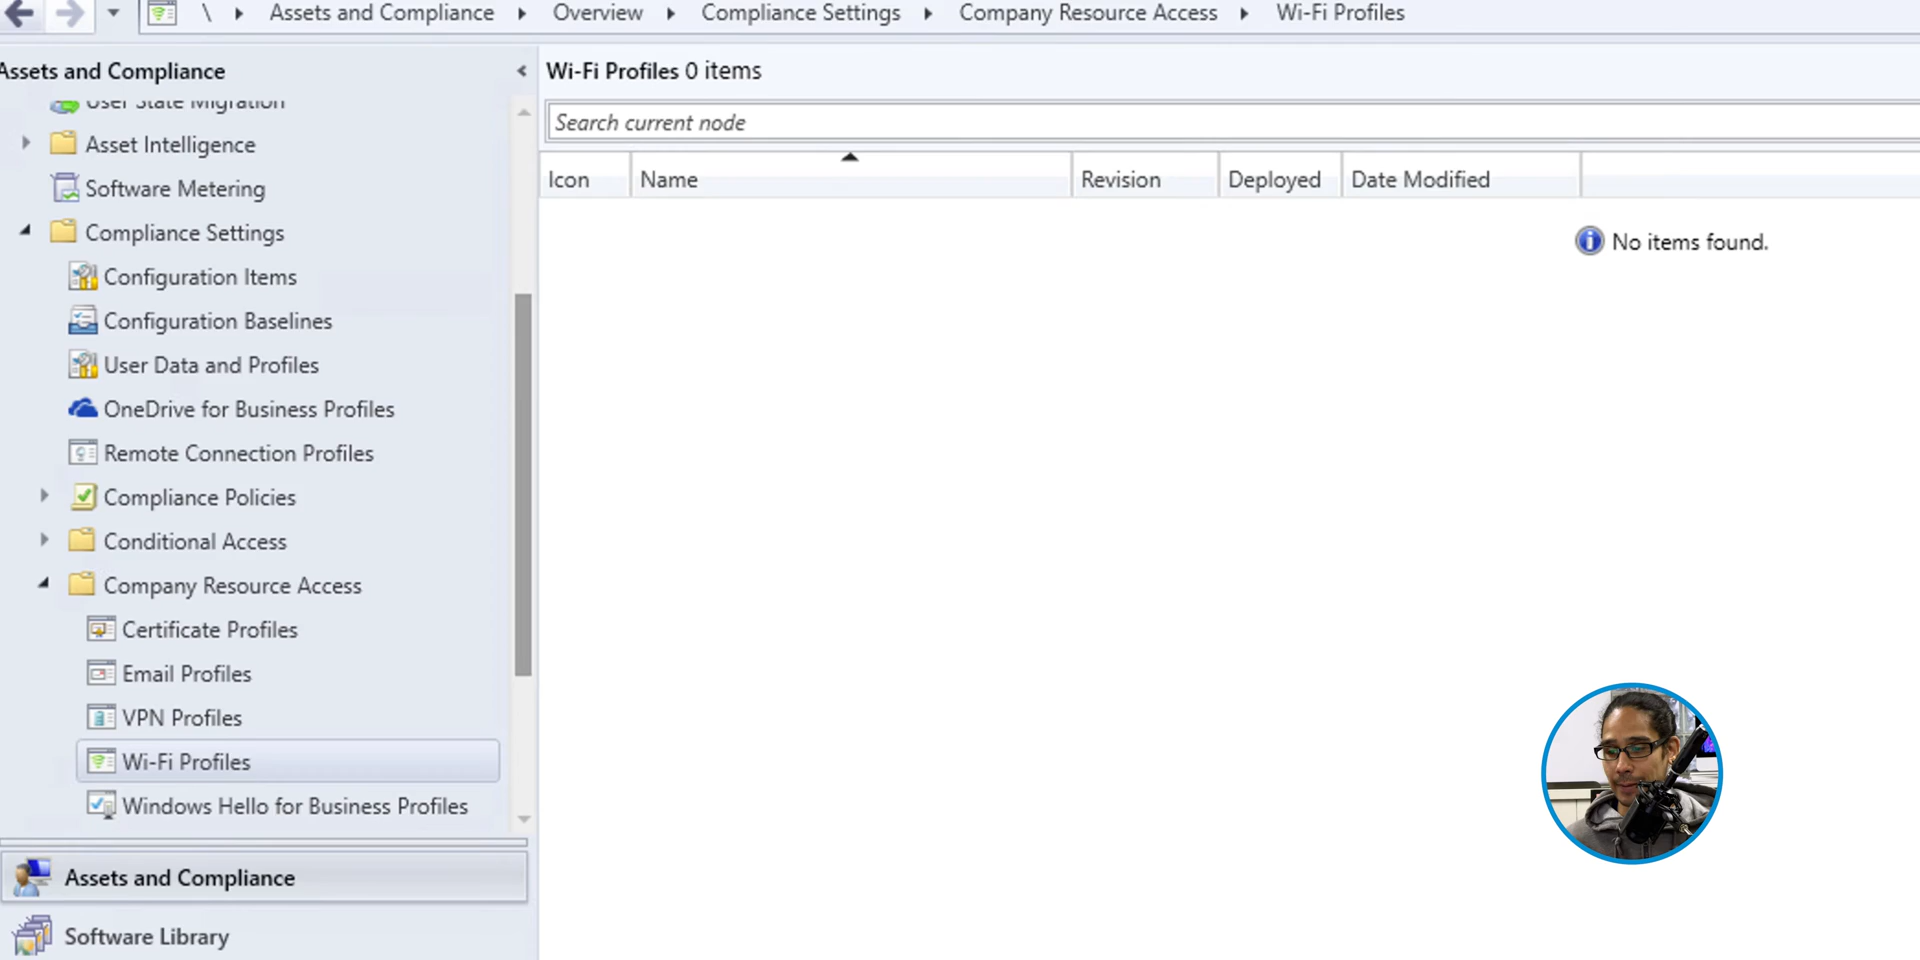 \ Assets and Compliance Overview Compliance Settings Company Resource Access Wi-Fi Profiles
Assets and Compliance
User State Migration
Asset Intelligence
Software Metering
Compliance Settings
Configuration Items
Configuration Baselines
User Data and Profiles
OneDrive for Business Profiles
Remote Connection Profiles
Compliance Policies
Conditional Access
Company Resource Access
Certificate Profiles
Email Profiles
VPN Profiles
Wi-Fi Profiles
Windows Hello for Business Profiles
Assets and Compliance
Software Library
Wi-Fi Profiles 0 items
Search current node
Icon Name Revision Deployed Date Modified
No items found.